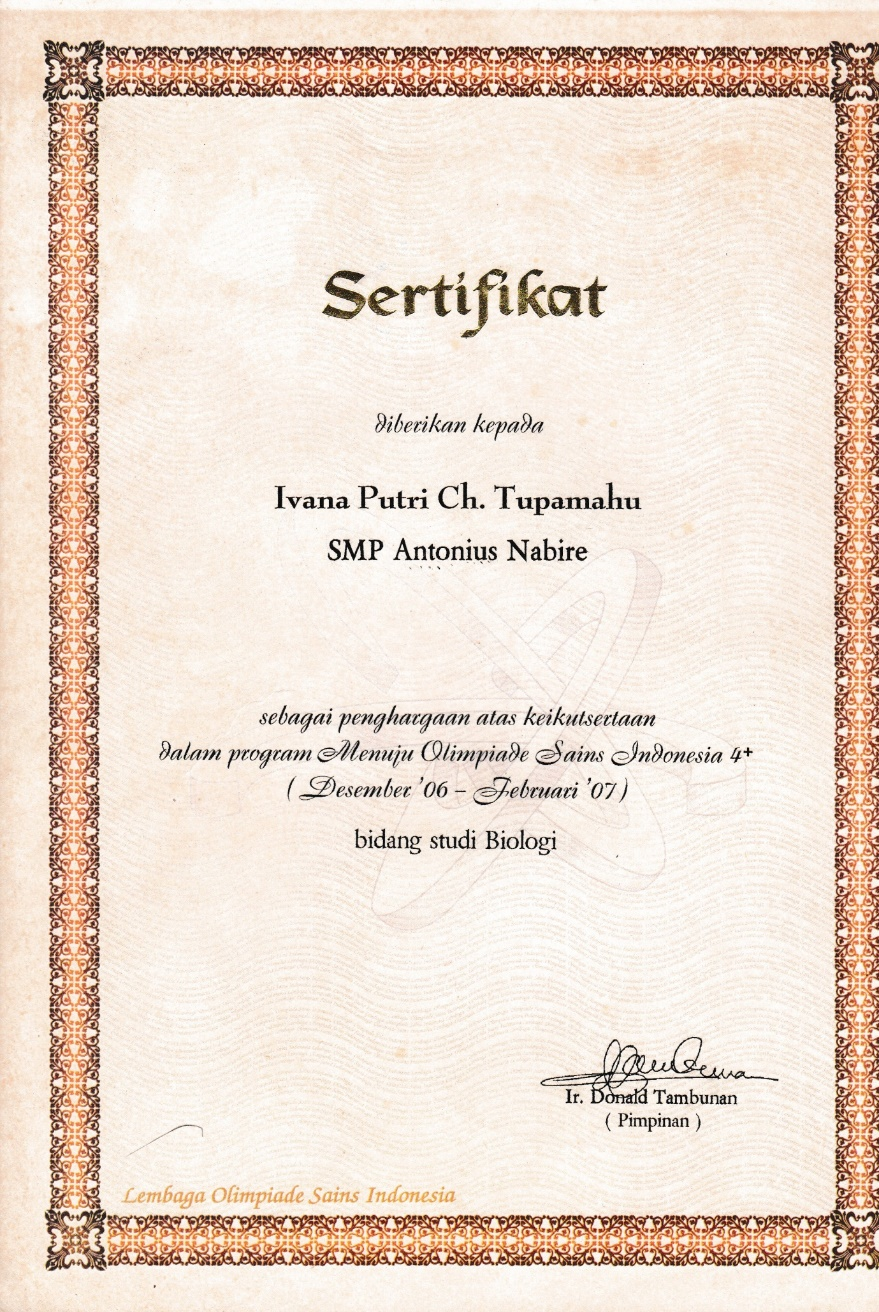 Sertifikat
diberikan kepada
Ivana Putri Ch. Tupamahu
SMP Antonius Nabire
sebagai penghargaan atas keikutsertaan
dalam program Menuju Olimpiade Sains Indonesia 4+
( Desember '06 – Februari '07 )
bidang studi Biologi
Ir. Donald Tambunan
( Pimpinan )
Lembaga Olimpiade Sains Indonesia